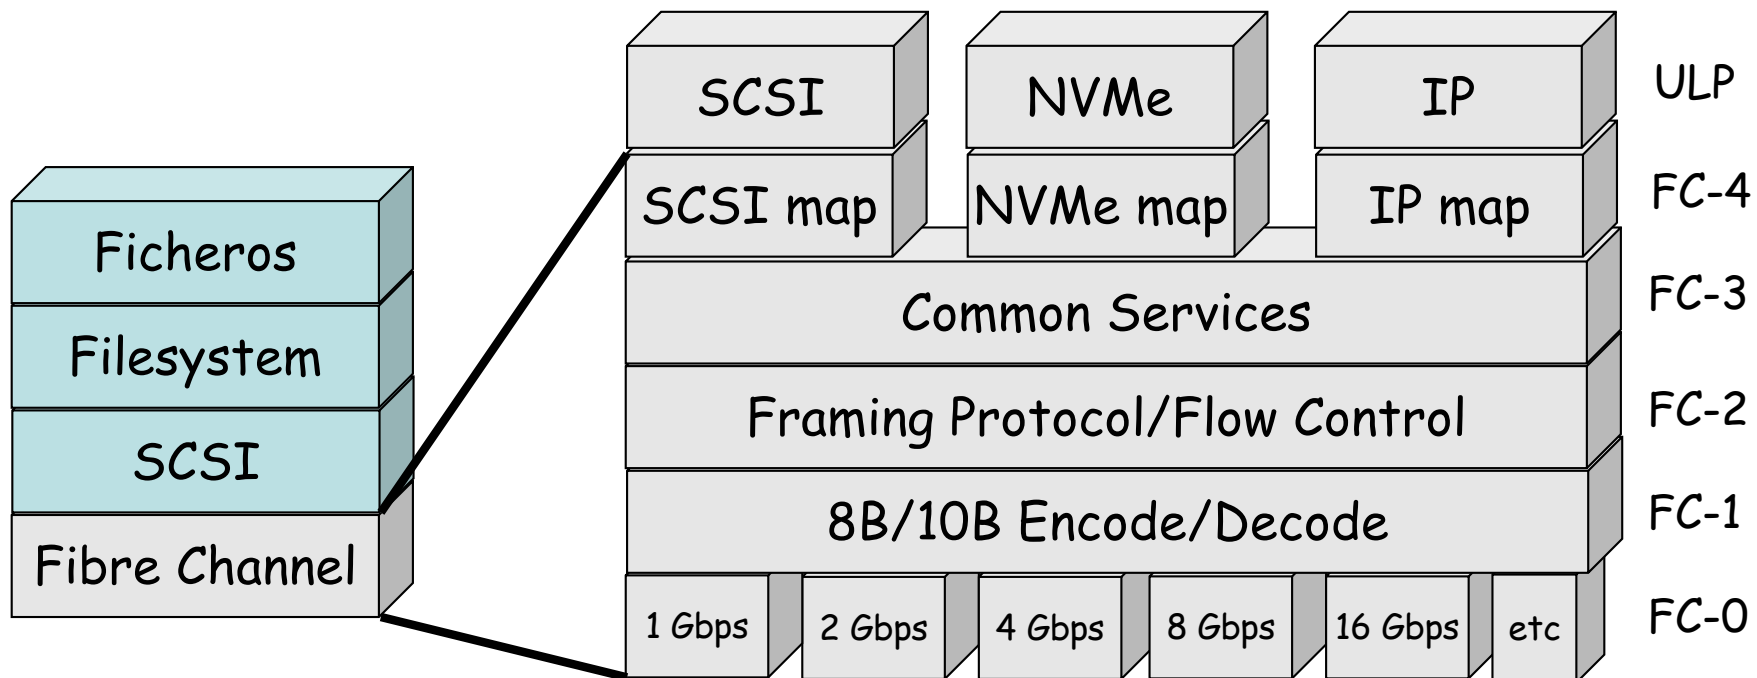 Ficheros
Filesystem
SCSI
Fibre Channel
SCSI NVMe IP ULP
SCSI map NVMe map IP map FC-4
Common Services FC-3
Framing Protocol/Flow Control FC-2
8B/10B Encode/Decode FC-1
1 Gbps 2 Gbps 4 Gbps 8 Gbps 16 Gbps etc FC-0